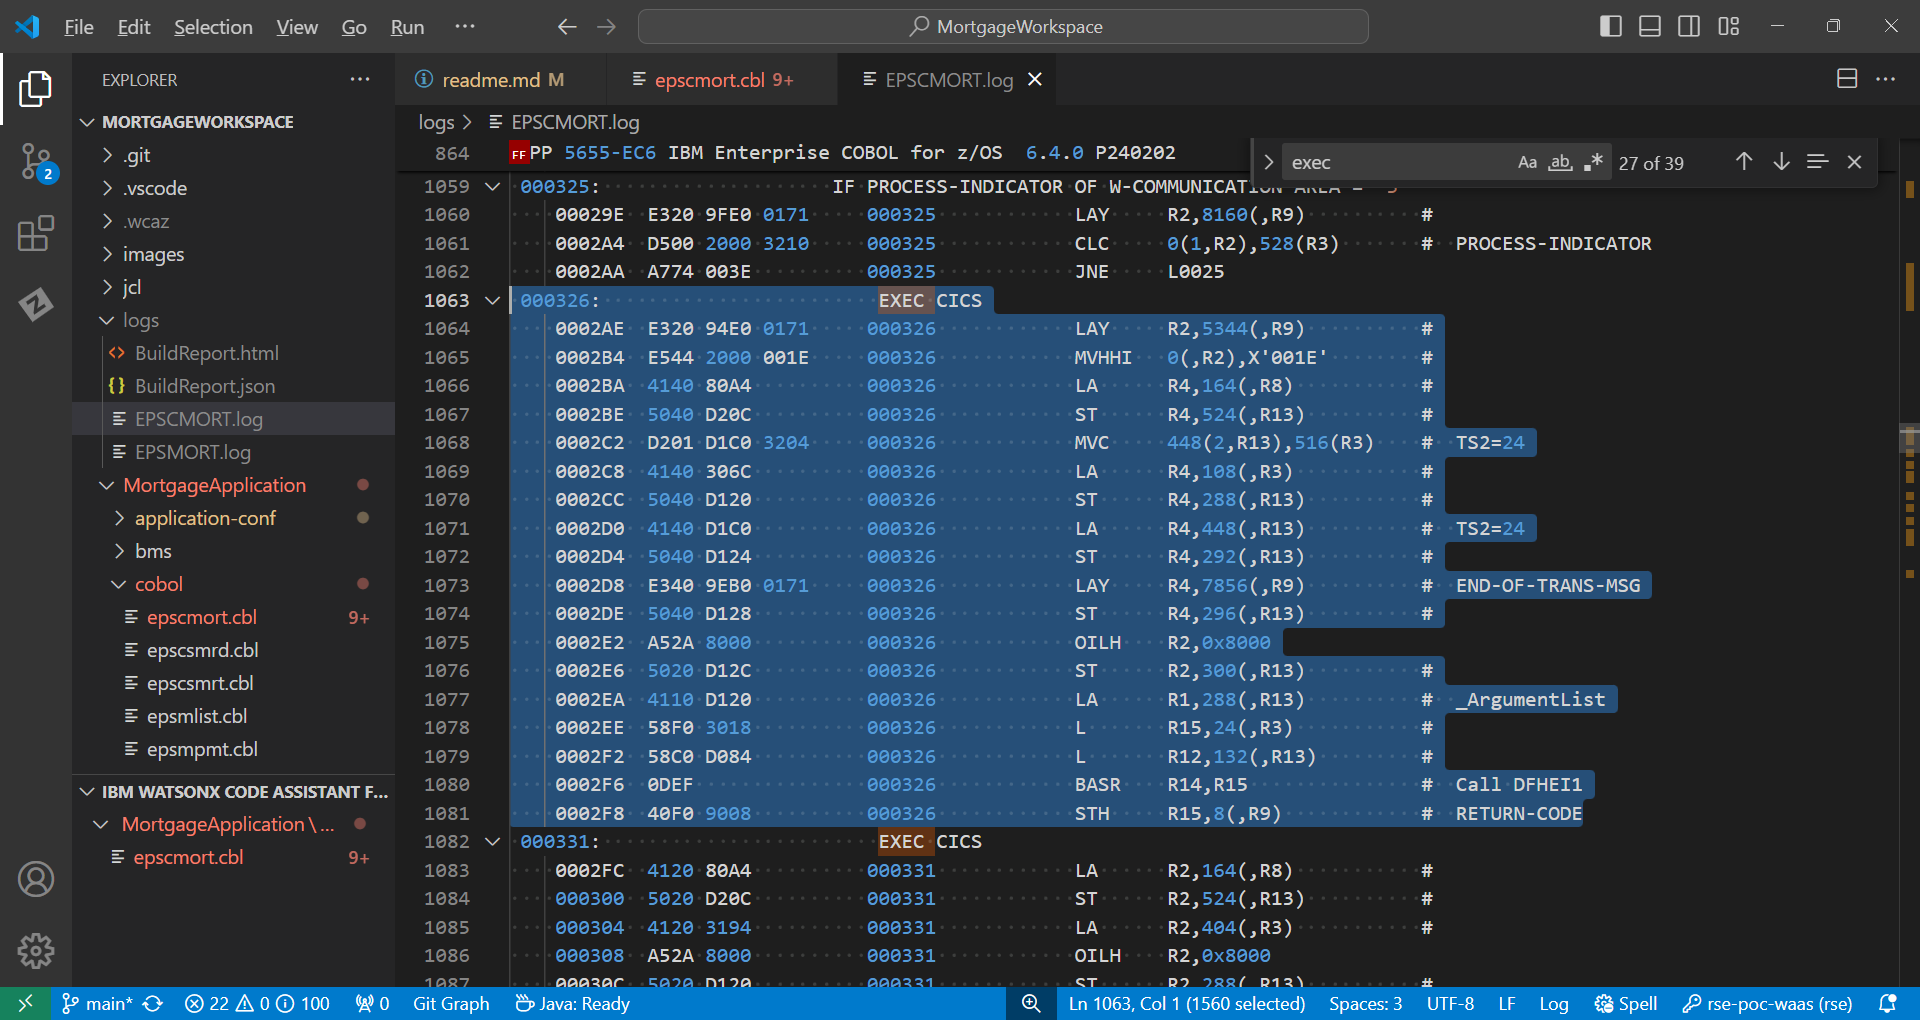 File Edit Selection View Go Run ··· MortgageWorkspace
EXPLORER ···
readme.md M epscmort.cbl 9+ EPSCMORT.log
MORTGAGEWORKSPACE
.git
.vscode
.wcaz
images
jcl
logs
BuildReport.html
BuildReport.json
EPSCMORT.log
EPSMORT.log
MortgageApplication
application-conf
bms
cobol
epscmort.cbl 9+
epscsmrd.cbl
epscsmrt.cbl
epsmlist.cbl
epsmpmt.cbl
IBM WATSONX CODE ASSISTANT F...
MortgageApplication \ ...
epscmort.cbl 9+
logs > EPSCMORT.log
864 FF PP 5655-EC6 IBM Enterprise COBOL for z/OS 6.4.0 P240202
exec Aa ab .* 27 of 39
1059 000325: IF PROCESS-INDICATOR OF W-COMMUNICATION-AREA =
1060 00029E E320 9FE0 0171 000325 LAY R2,8160(,R9) #
1061 0002A4 D500 2000 3210 000325 CLC 0(1,R2),528(R3) # PROCESS-INDICATOR
1062 0002AA A774 003E 000325 JNE L0025
1063 000326: EXEC CICS
1064 0002AE E320 94E0 0171 000326 LAY R2,5344(,R9) #
1065 0002B4 E544 2000 001E 000326 MVHHI 0(,R2),X'001E' #
1066 0002BA 4140 80A4 000326 LA R4,164(,R8) #
1067 0002BE 5040 D20C 000326 ST R4,524(,R13) #
1068 0002C2 D201 D1C0 3204 000326 MVC 448(2,R13),516(R3) # TS2=24
1069 0002C8 4140 306C 000326 LA R4,108(,R3) #
1070 0002CC 5040 D120 000326 ST R4,288(,R13) #
1071 0002D0 4140 D1C0 000326 LA R4,448(,R13) # TS2=24
1072 0002D4 5040 D124 000326 ST R4,292(,R13) #
1073 0002D8 E340 9EB0 0171 000326 LAY R4,7856(,R9) # END-OF-TRANS-MSG
1074 0002DE 5040 D128 000326 ST R4,296(,R13) #
1075 0002E2 A52A 8000 000326 OILH R2,0x8000
1076 0002E6 5020 D12C 000326 ST R2,300(,R13) #
1077 0002EA 4110 D120 000326 LA R1,288(,R13) # _ArgumentList
1078 0002EE 58F0 3018 000326 L R15,24(,R3) #
1079 0002F2 58C0 D084 000326 L R12,132(,R13) #
1080 0002F6 0DEF 000326 BASR R14,R15 # Call DFHEI1
1081 0002F8 40F0 9008 000326 STH R15,8(,R9) # RETURN-CODE
1082 000331: EXEC CICS
1083 0002FC 4120 80A4 000331 LA R2,164(,R8) #
1084 000300 5020 D20C 000331 ST R2,524(,R13) #
1085 000304 4120 3194 000331 LA R2,404(,R3) #
1086 000308 A52A 8000 000331 OILH R2,0x8000
1087 00030C 5020 D120 000331 ST R2,288(,R13) #
2
main* 22 0 100 0 Git Graph Java: Ready Ln 1063, Col 1 (1560 selected) Spaces: 3 UTF-8 LF Log Spell rse-poc-waas (rse)